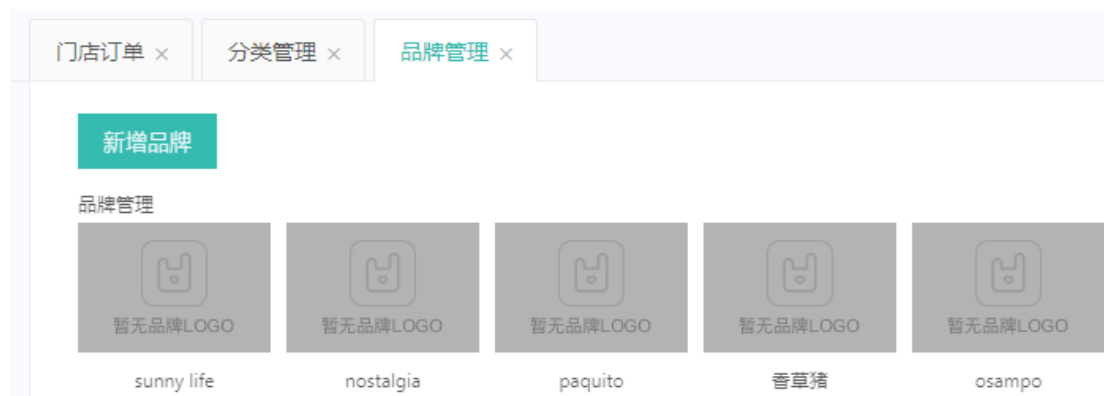 门店订单 × 分类管理 × 品牌管理 ×
新增品牌
品牌管理
暂无品牌LOGO 暂无品牌LOGO 暂无品牌LOGO 暂无品牌LOGO 暂无品牌LOGO
sunny life nostalgia paquito 香草猪 osampo